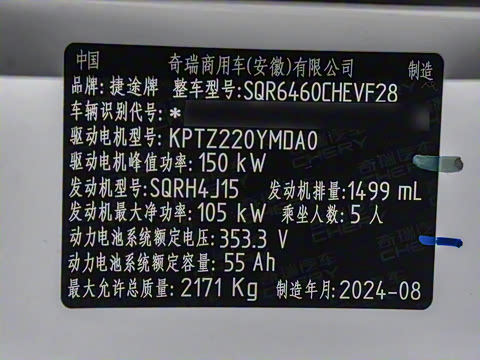 中国 奇瑞商用车(安徽)有限公司 制造
品牌: 捷途牌 整车型号:SQR6460CHEVF28
车辆识别代号: *
驱动电机型号: KPTZ220YMDA0
驱动电机峰值功率: 150 kW
发动机型号:SQRH4J15 发动机排量:1499 mL
发动机最大净功率: 105 kW 乘坐人数: 5 人
动力电池系统额定电压: 353.3 V
动力电池系统额定容量: 55 Ah
最大允许总质量: 2171 Kg 制造年月: 2024-08